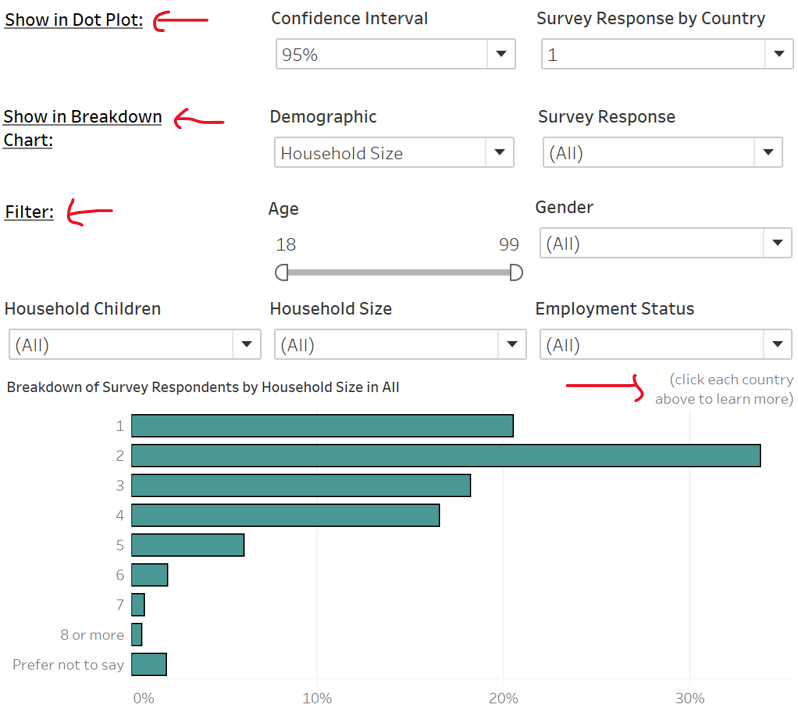 Show in Dot Plot:
Confidence Interval
Survey Response by Country
95%
1
Show in Breakdown
Chart:
Demographic
Survey Response
Household Size
(All)
Filter:
Age
Gender
18
99
(All)
Household Children
Household Size
Employment Status
(All)
(All)
(All)
Breakdown of Survey Respondents by Household Size in All
(click each country
above to learn more)
1
2
3
4
5
6
7
8 or more
Prefer not to say
0%
10%
20%
30%